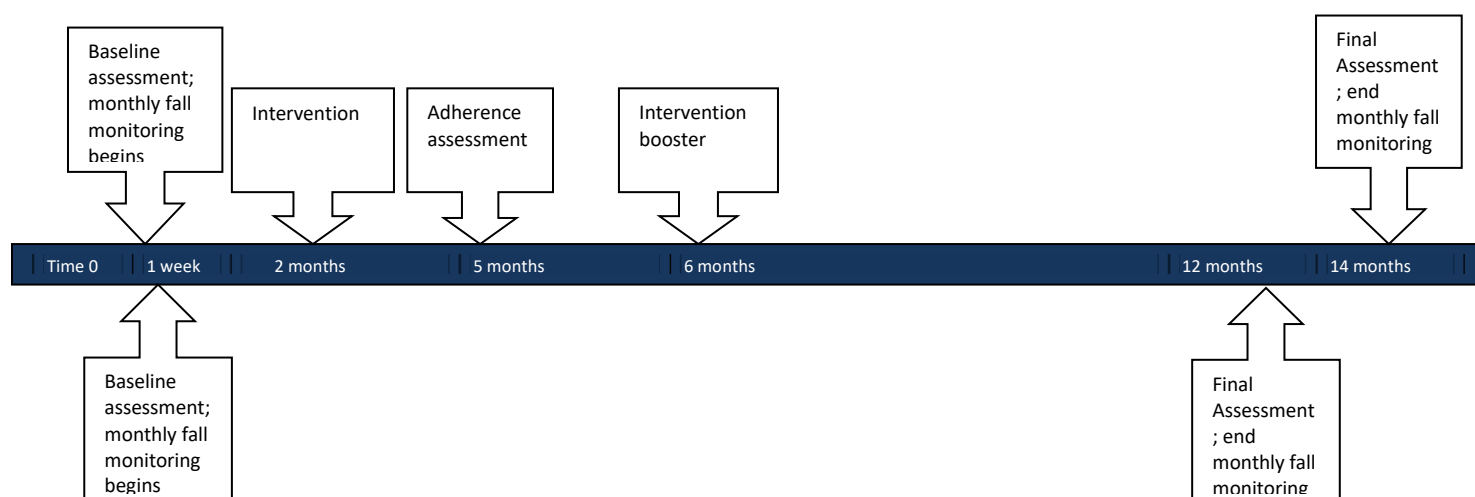 Baseline
assessment;
monthly fall
monitoring
begins
Intervention
Adherence
assessment
Intervention
booster
Final
Assessment
; end
monthly fall
monitoring
Time 0
1 week
2 months
5 months
6 months
12 months
14 months
Baseline
assessment;
monthly fall
monitoring
begins
Final
Assessment
; end
monthly fall
monitoring